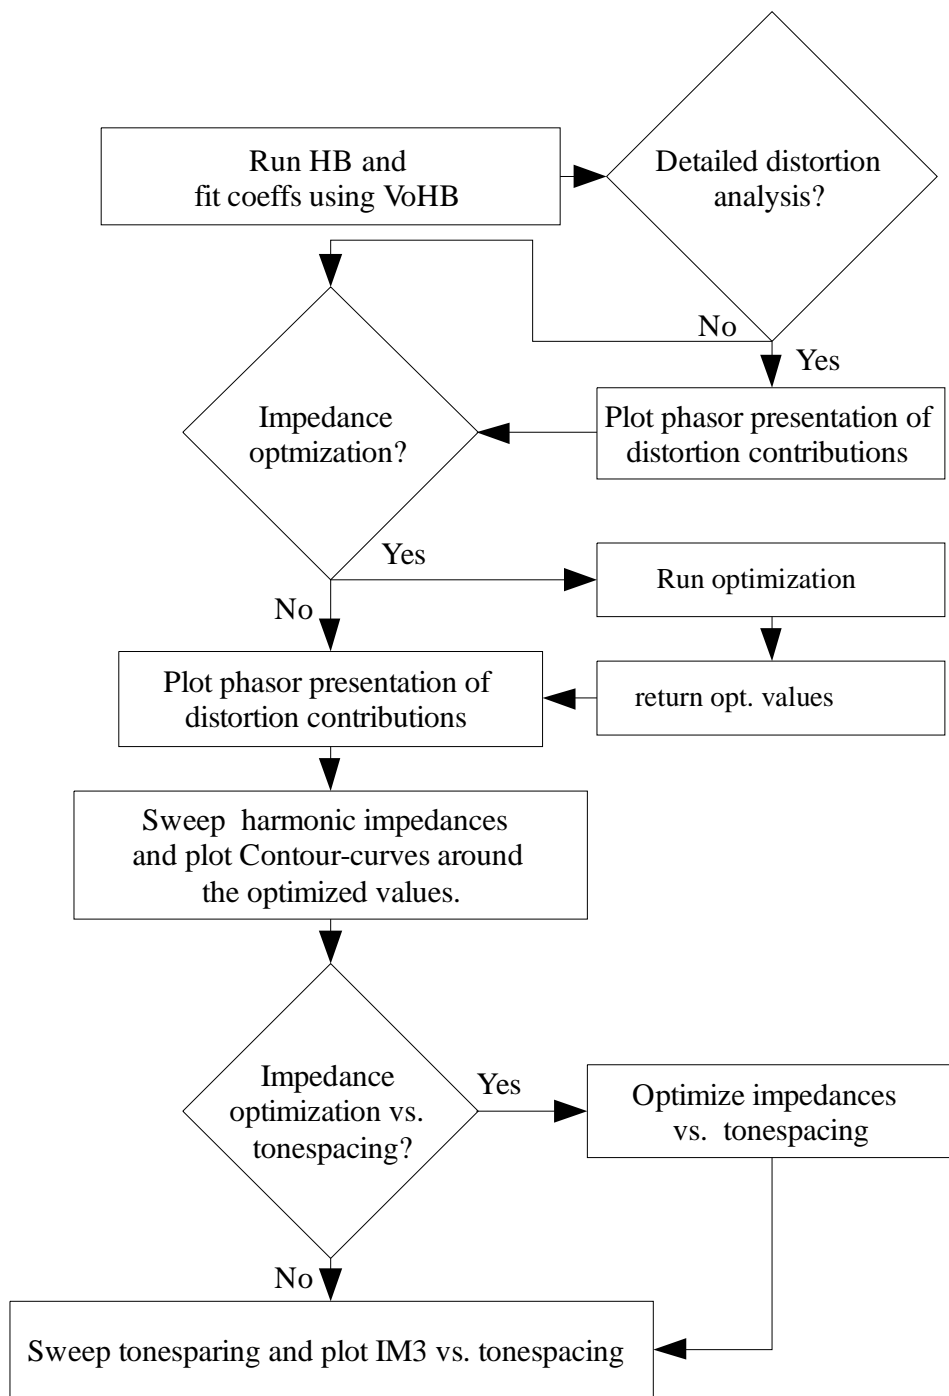 Run HB and
fit coeffs using VoHB
Detailed distortion
analysis?
No
Yes
Impedance
optmization?
Plot phasor presentation of
distortion contributions
Yes
Run optimization
No
Plot phasor presentation of
distortion contributions
return opt. values
Sweep harmonic impedances
and plot Contour-curves around
the optimized values.
Impedance
optimization vs.
tonespacing?
Yes
Optimize impedances
vs. tonespacing
No
Sweep tonesparing and plot IM3 vs. tonespacing